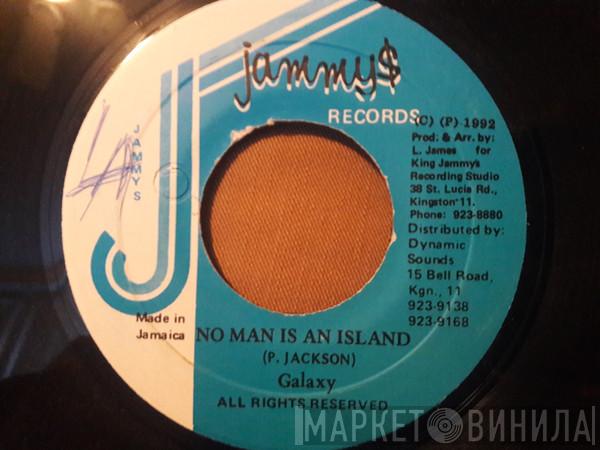 jammy$
RECORDS
(C) (P) 1992
Prod: & Arr. by:
L. James for
King Jammy's
Recording Studio
38 St. Lucia Rd.,
Kingston 11.
Phone: 923-8880
Distributed by:
Dynamic
Sounds
15 Bell Road,
Kgn., 11
923-9138
923-9168
JAMMYS
J
Made in
Jamaica
NO MAN IS AN ISLAND
(P. JACKSON)
Galaxy
ALL RIGHTS RESERVED
МАРКЕТ ВИНИЛА